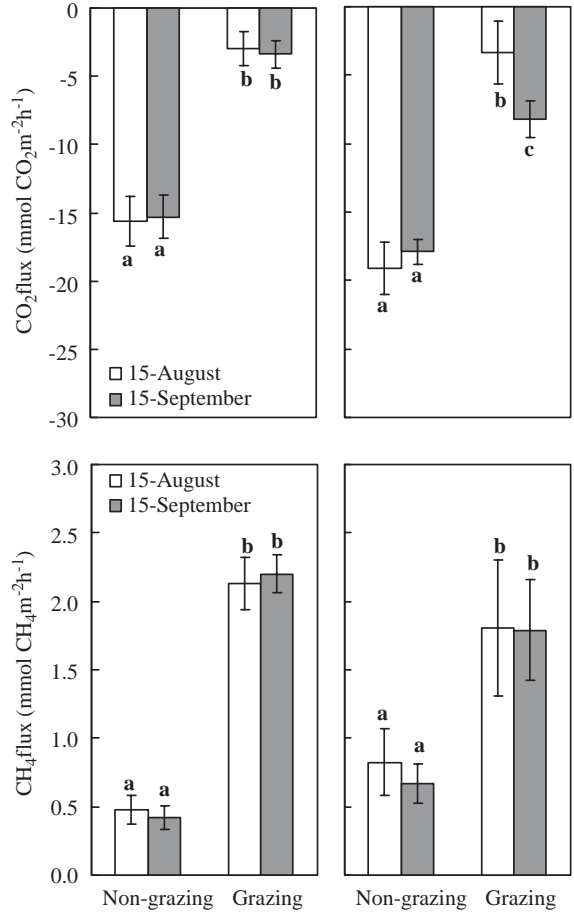 CO₂flux (mmol CO₂m⁻²h⁻¹)
0
-5
-10
-15
-20
-25
-30
a
a
b
b
15-August
15-September
a
a
b
c
CH₄flux (mmol CH₄m⁻²h⁻¹)
3.0
2.5
2.0
1.5
1.0
0.5
0.0
15-August
15-September
a
a
b
b
a
a
b
b
Non-grazing Grazing
Non-grazing Grazing